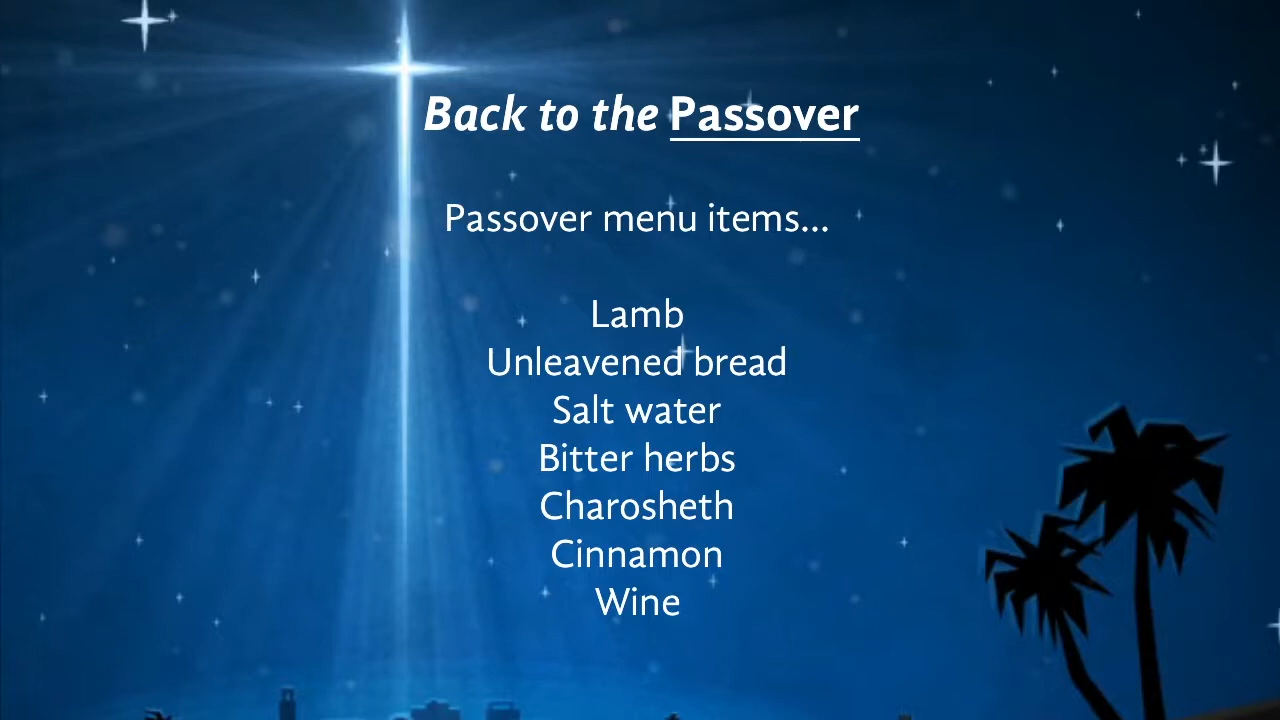 Back to the Passover
Passover menu items...
Lamb
Unleavened bread
Salt water
Bitter herbs
Charosheth
Cinnamon
Wine